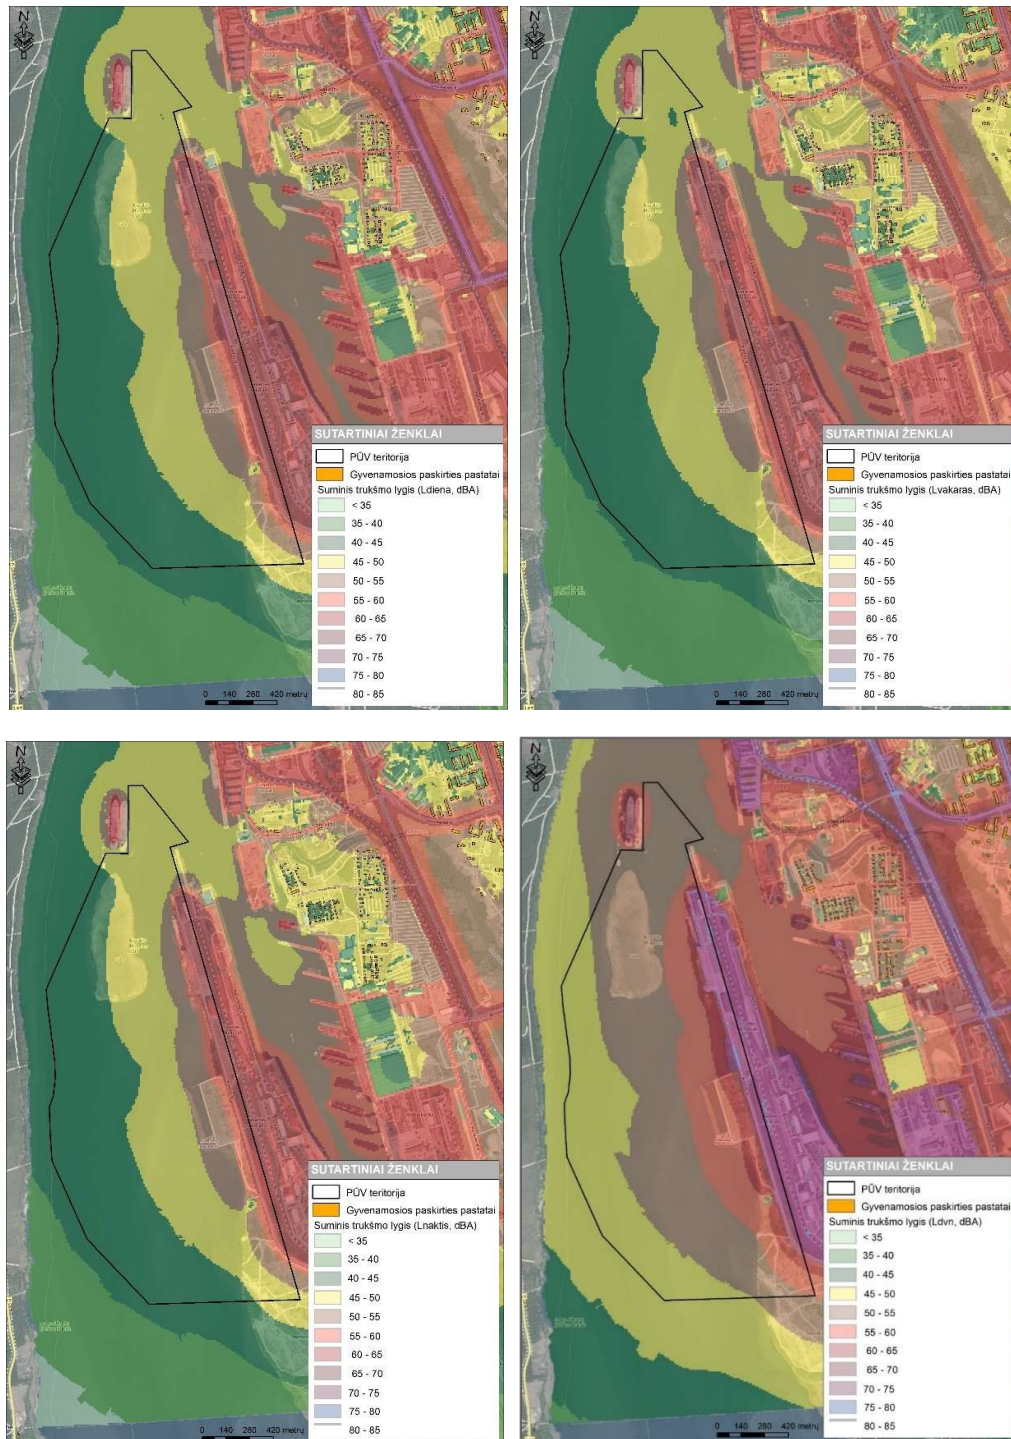 N
SUTARTINIAI ŽENKLAI
PŪV teritorija
Gyvenamosios paskirties pastatai
Suminis triukšmo lygis (Ldiena, dBA)
< 35
35 - 40
40 - 45
45 - 50
50 - 55
55 - 60
60 - 65
65 - 70
70 - 75
75 - 80
80 - 85
0 140 280 420 metrų
N
SUTARTINIAI ŽENKLAI
PŪV teritorija
Gyvenamosios paskirties pastatai
Suminis trukšmo lygis (Lvakaras, dBA)
< 35
35 - 40
40 - 45
45 - 50
50 - 55
55 - 60
60 - 65
65 - 70
70 - 75
75 - 80
80 - 85
0 140 280 420 metrų
N
SUTARTINIAI ŽENKLAI
PŪV teritorija
Gyvenamosios paskirties pastatai
Suminis trukšmo lygis (Lnaktis, dBA)
< 35
35 - 40
40 - 45
45 - 50
50 - 55
55 - 60
60 - 65
65 - 70
70 - 75
75 - 80
80 - 85
0 140 280 420 metrų
N
SUTARTINIAI ŽENKLAI
PŪV teritorija
Gyvenamosios paskirties pastatai
Suminis trukšmo lygis (Ldvn, dBA)
< 35
35 - 40
40 - 45
45 - 50
50 - 55
55 - 60
60 - 65
65 - 70
70 - 75
75 - 80
80 - 85
0 140 280 420 metrų